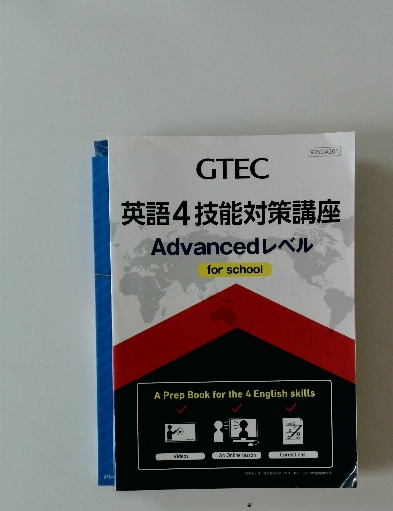 GTEC
英語4技能対策講座
Advancedレベル
for school
A Prep Book for the 4 English skills
Videos
An Online lesson
Corrections